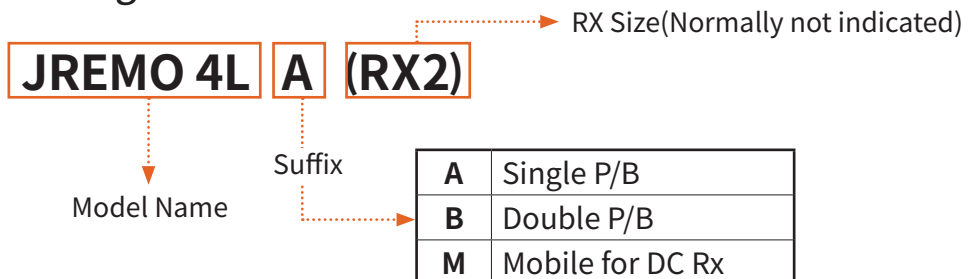 RX Size(Normally not indicated)
JREMO 4L A (RX2)
Suffix
Model Name
A Single P/B
B Double P/B
M Mobile for DC Rx